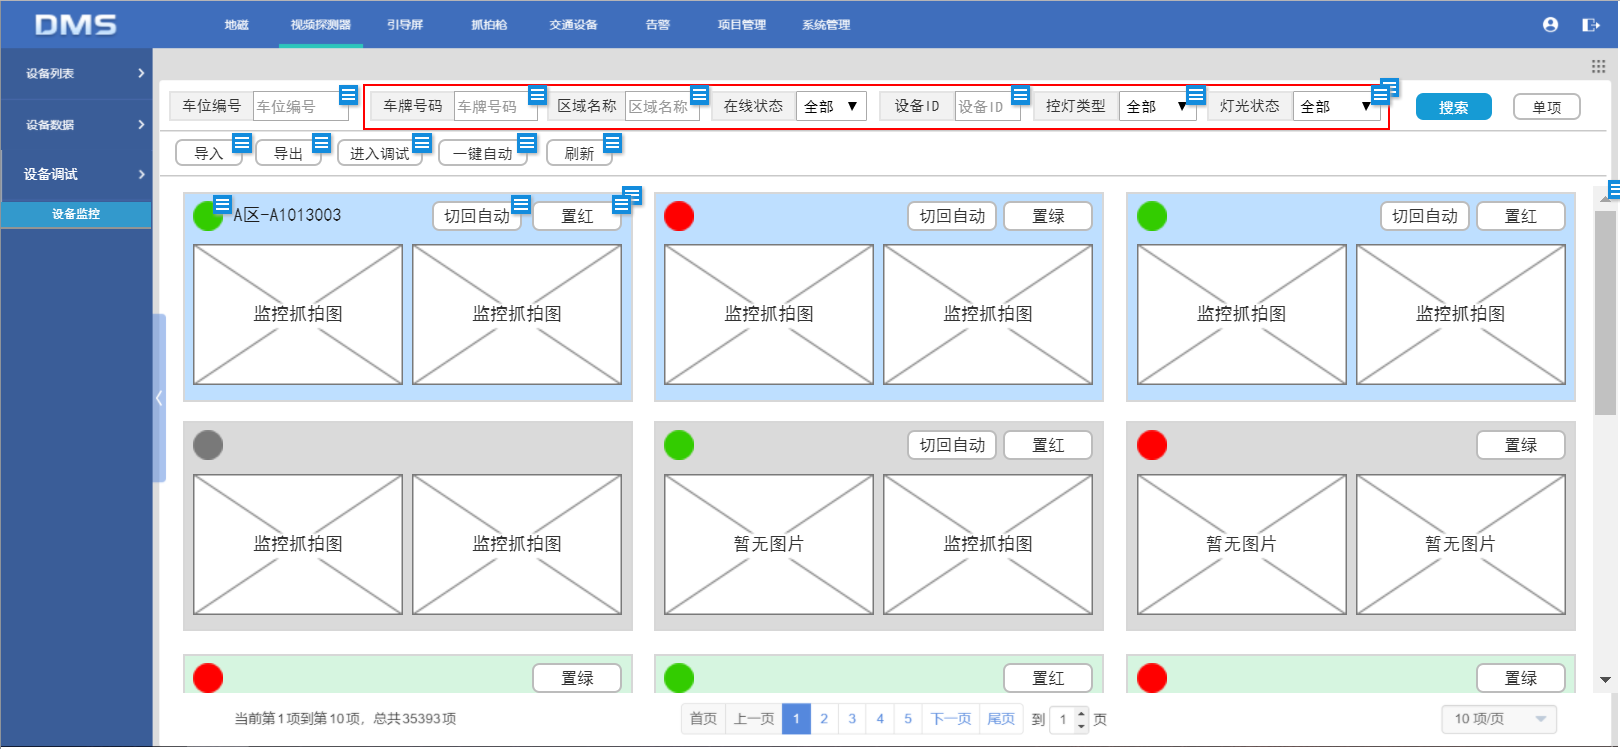 DMS 地磁 视频探测器 引导屏 抓拍枪 交通设备 告警 项目管理 系统管理
设备列表
设备数据
设备调试
设备监控
车位编号 车位编号 车牌号码 车牌号码 区域名称 区域名称 在线状态 全部 ▼ 设备ID 设备ID 控灯类型 全部 ▼ 灯光状态 全部 ▼ 搜索 单项
导入 导出 进入调试 一键自动 刷新
A区-A1013003 切回自动 置红 切回自动 置绿 切回自动 置红
监控抓拍图 监控抓拍图 监控抓拍图 监控抓拍图 监控抓拍图 监控抓拍图
切回自动 置红 置绿
监控抓拍图 监控抓拍图 暂无图片 监控抓拍图 暂无图片 暂无图片
置绿 置红 置绿
当前第1项到第10项，总共35393项 首页 上一页 1 2 3 4 5 下一页 尾页 到 1 页 10 项/页